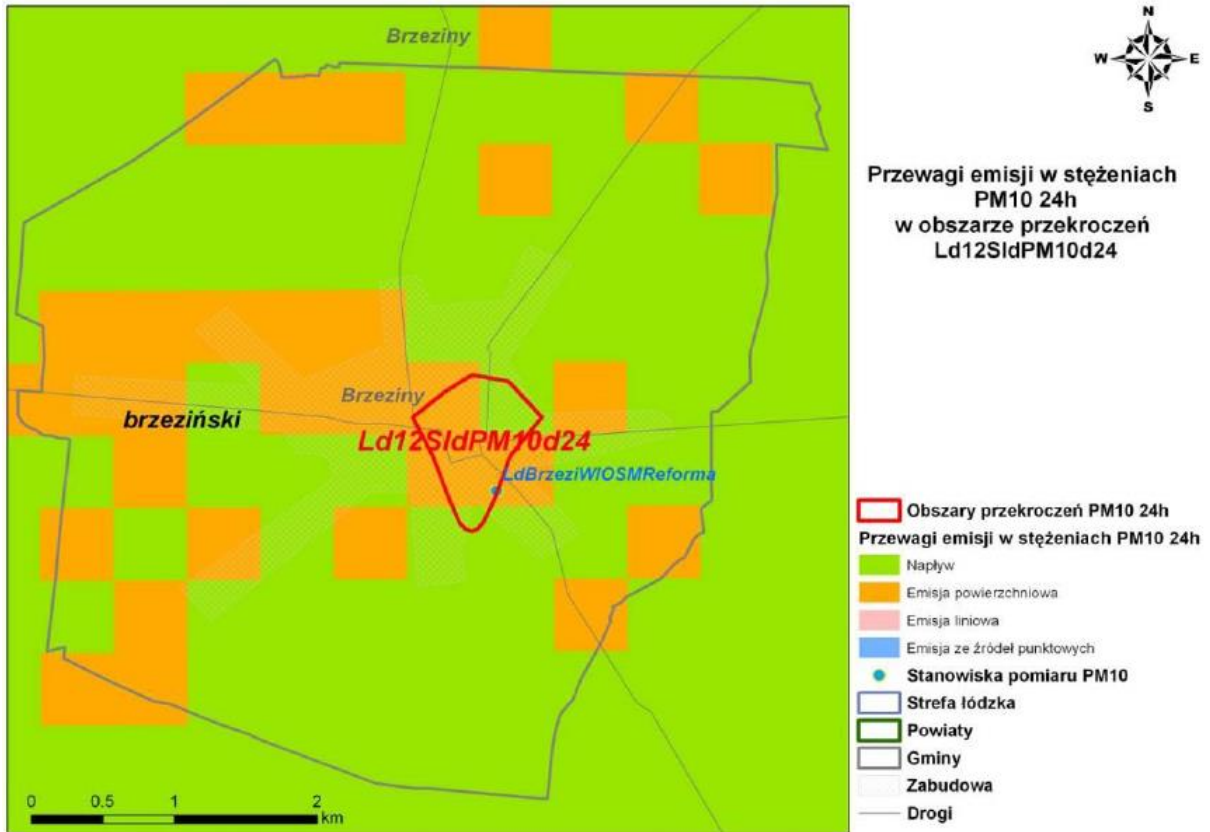 Brzeziny
N
W
E
S
Przewagi emisji w stężeniach
PM10 24h
w obszarze przekroczeń
Ld12SldPM10d24
Brzeziny
brzeziński
Ld12SldPM10d24
LdBrzeziWIOSMReforma
Obszary przekroczeń PM10 24h
Przewagi emisji w stężeniach PM10 24h
Napływ
Emisja powierzchniowa
Emisja liniowa
Emisja ze źródeł punktowych
Stanowiska pomiaru PM10
Strefa łódzka
Powiaty
Gminy
Zabudowa
Drogi
0 0.5 1 2
km